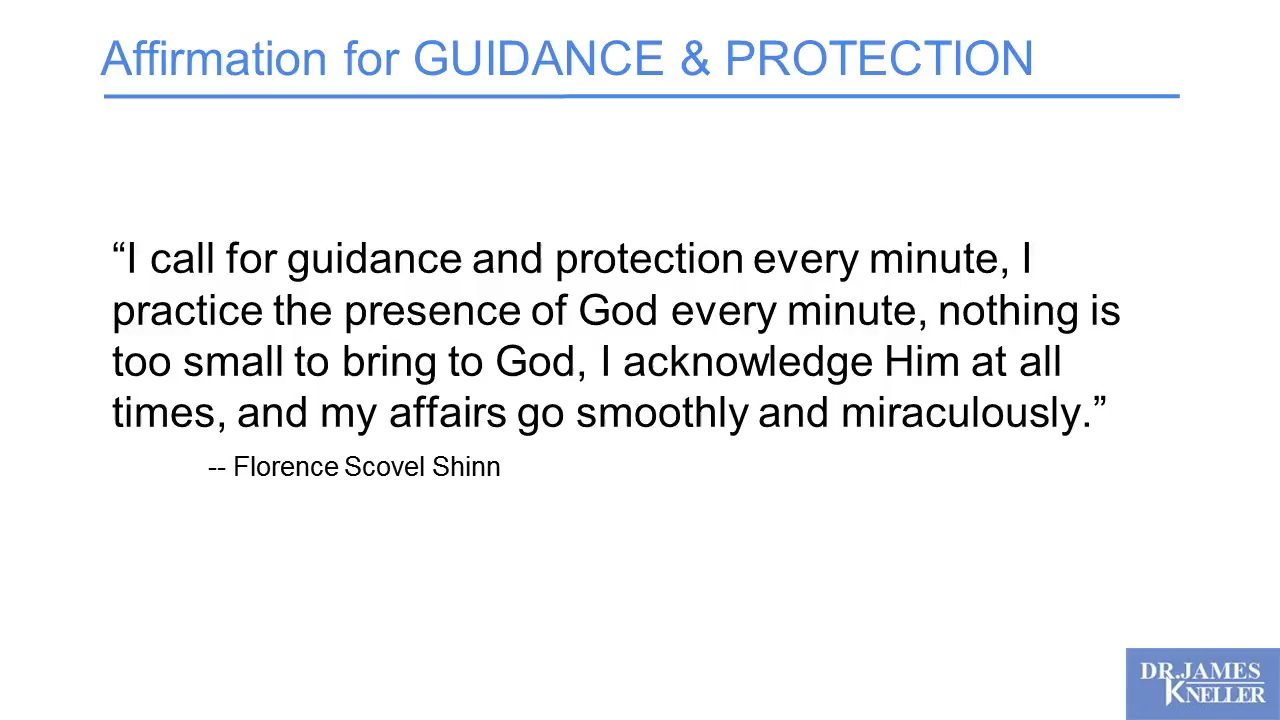 Affirmation for GUIDANCE & PROTECTION
“I call for guidance and protection every minute, I
practice the presence of God every minute, nothing is
too small to bring to God, I acknowledge Him at all
times, and my affairs go smoothly and miraculously.”
-- Florence Scovel Shinn
DR.JAMES
KNELLER